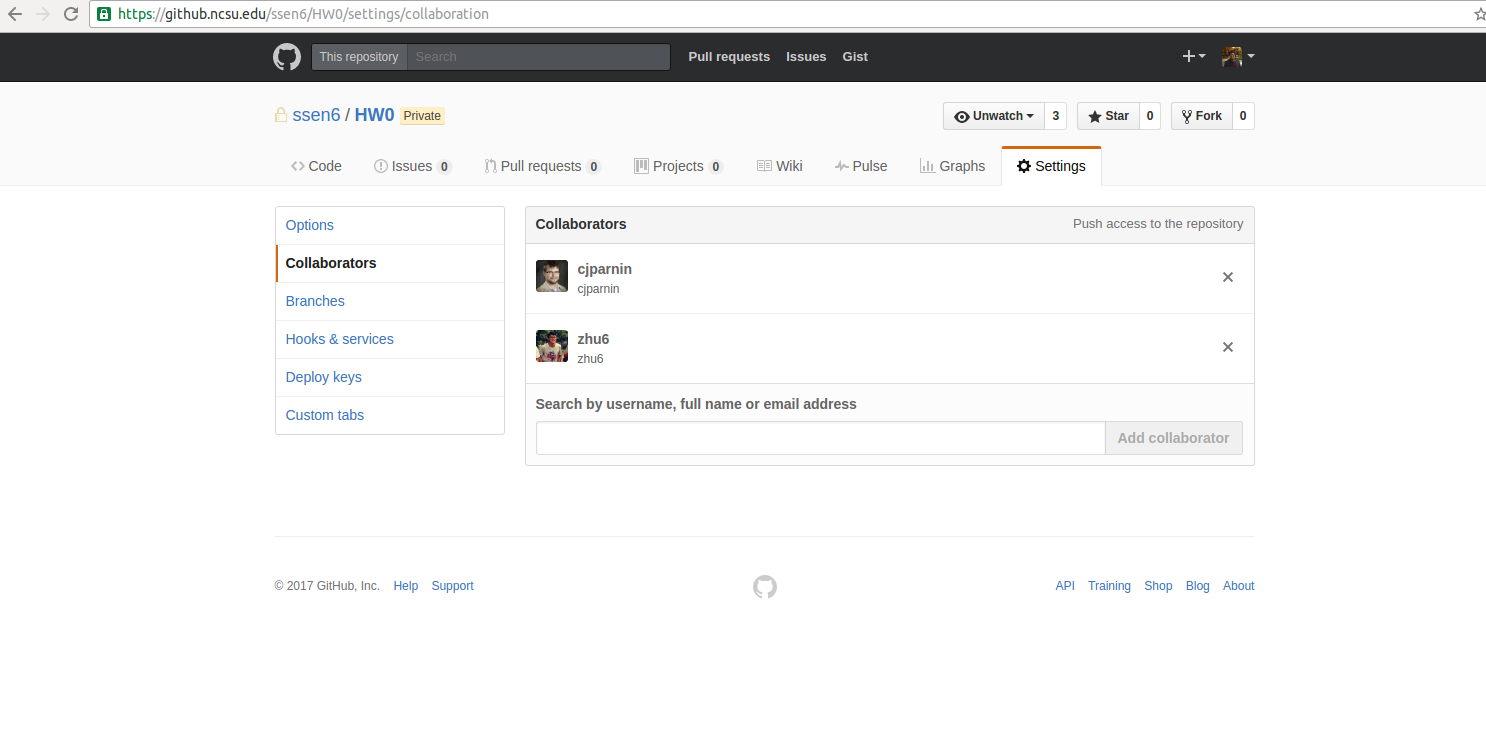 https://github.ncsu.edu/ssen6/HW0/settings/collaboration
This repository Search Pull requests Issues Gist
ssen6 / HW0 Private Unwatch 3 Star 0 Fork 0
Code Issues 0 Pull requests 0 Projects 0 Wiki Pulse Graphs Settings
Options
Collaborators
Branches
Hooks & services
Deploy keys
Custom tabs
Collaborators Push access to the repository
cjparnin
cjparnin
zhu6
zhu6
Search by username, full name or email address
Add collaborator
© 2017 GitHub, Inc. Help Support API Training Shop Blog About